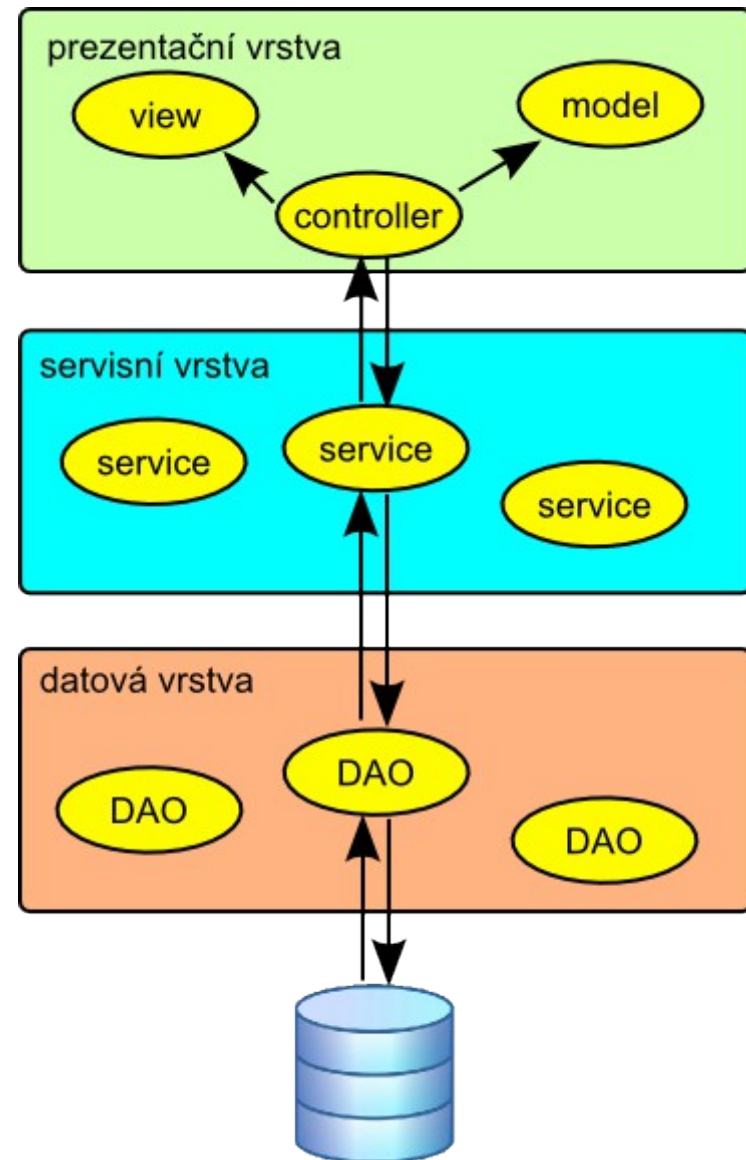 prezentační vrstva
view
model
controller
servisní vrstva
service
service
service
datová vrstva
DAO
DAO
DAO